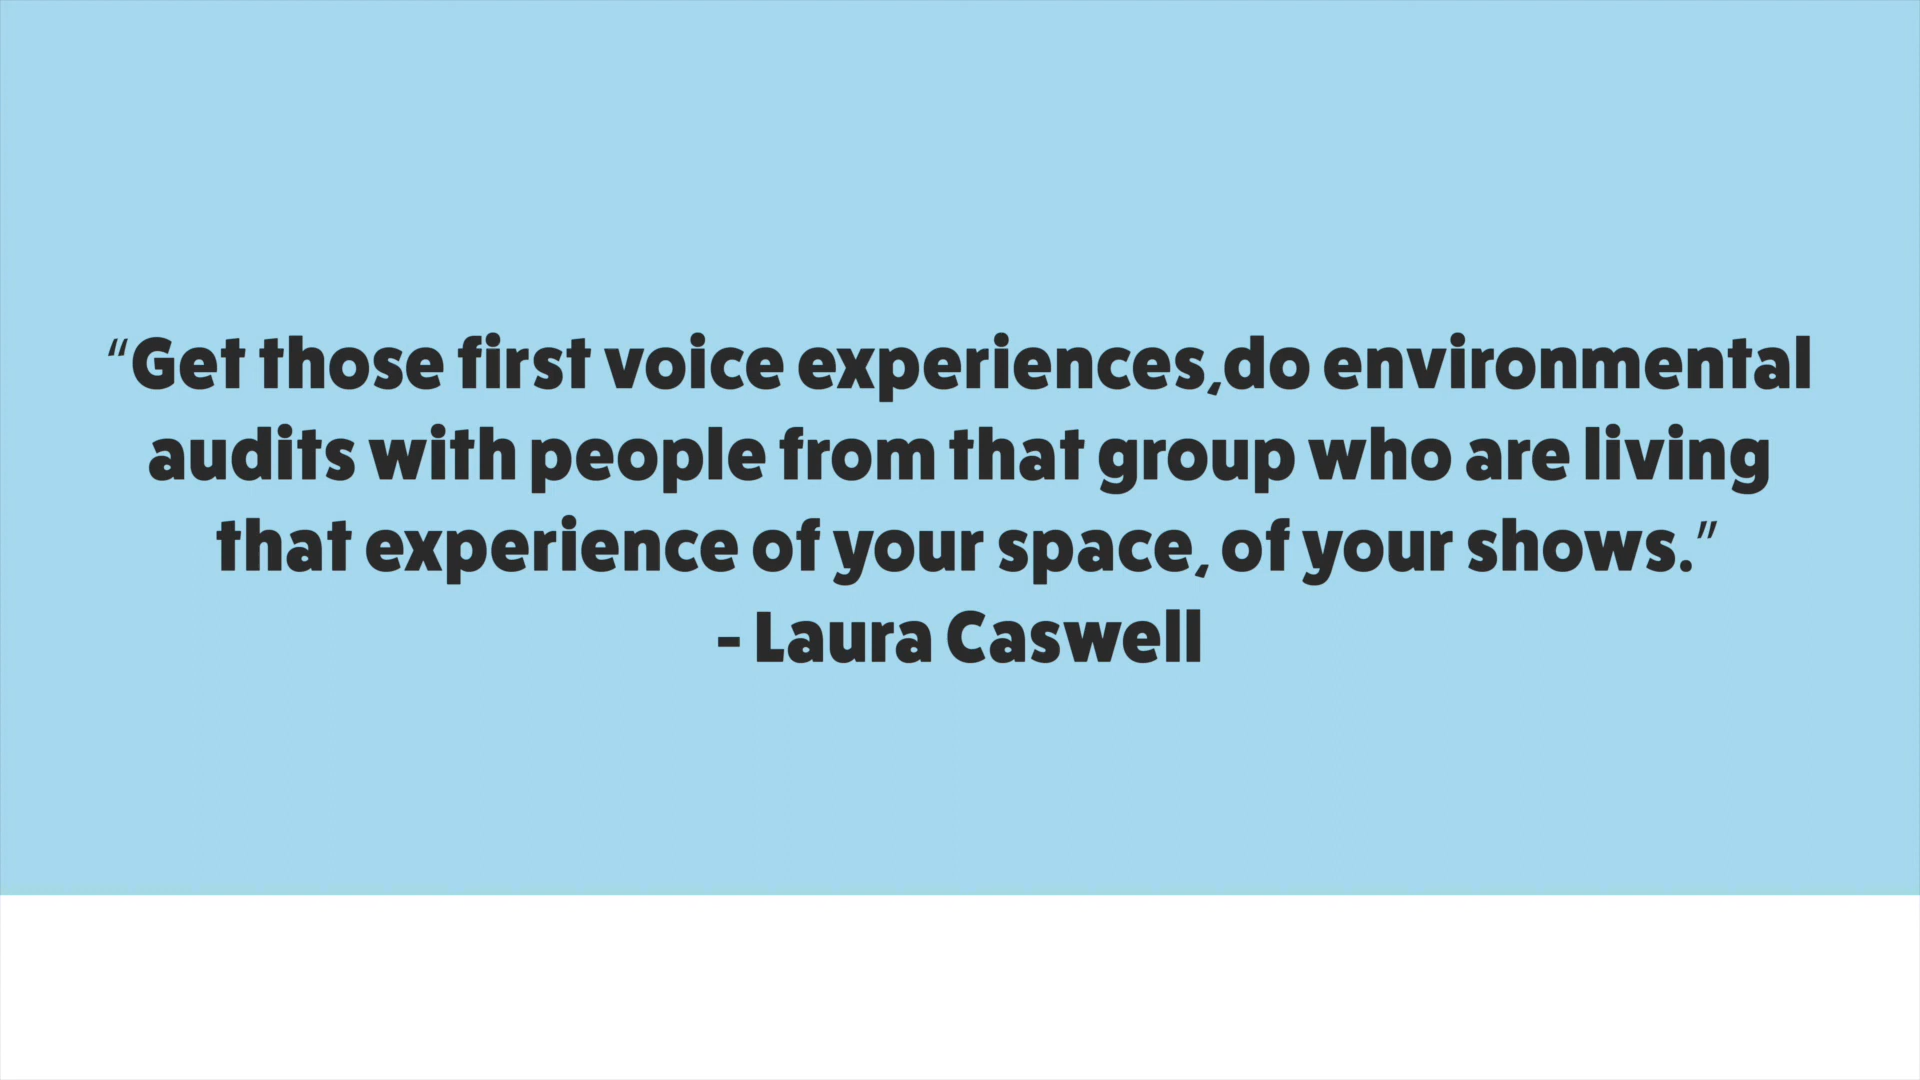 “Get those first voice experiences,do environmental
audits with people from that group who are living
that experience of your space, of your shows.”
- Laura Caswell